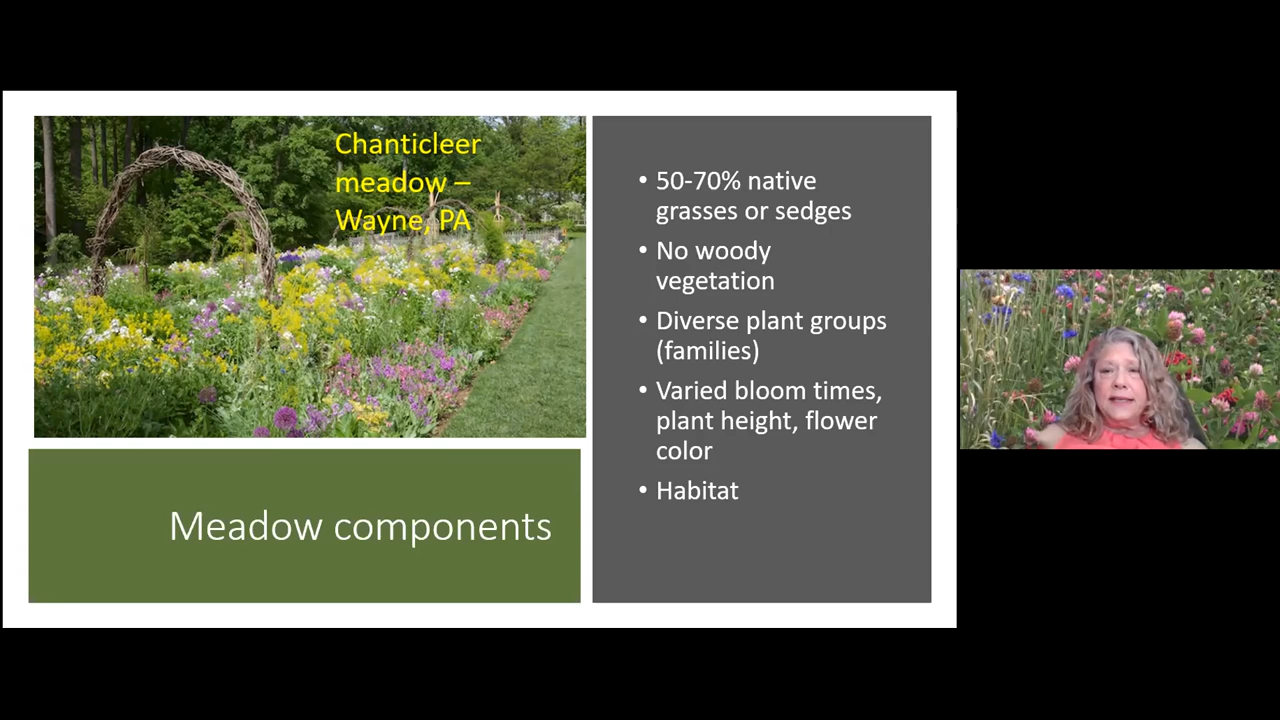 Chanticleer
meadow –
Wayne, PA
Meadow components
• 50-70% native
grasses or sedges
• No woody
vegetation
• Diverse plant groups
(families)
• Varied bloom times,
plant height, flower
color
• Habitat